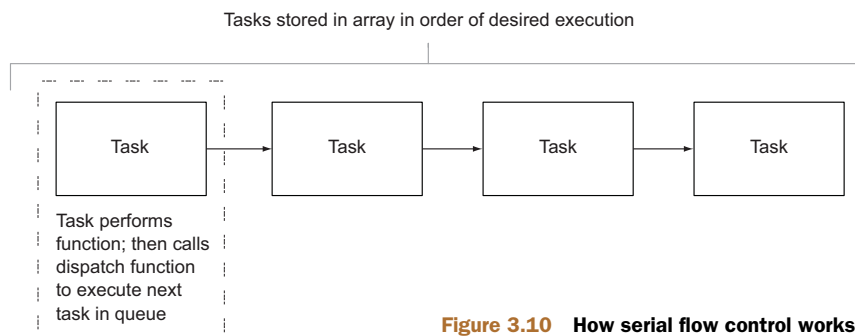 Tasks stored in array in order of desired execution
Task
Task
Task
Task
Task performs
function; then calls
dispatch function
to execute next
task in queue
Figure 3.10 How serial flow control works